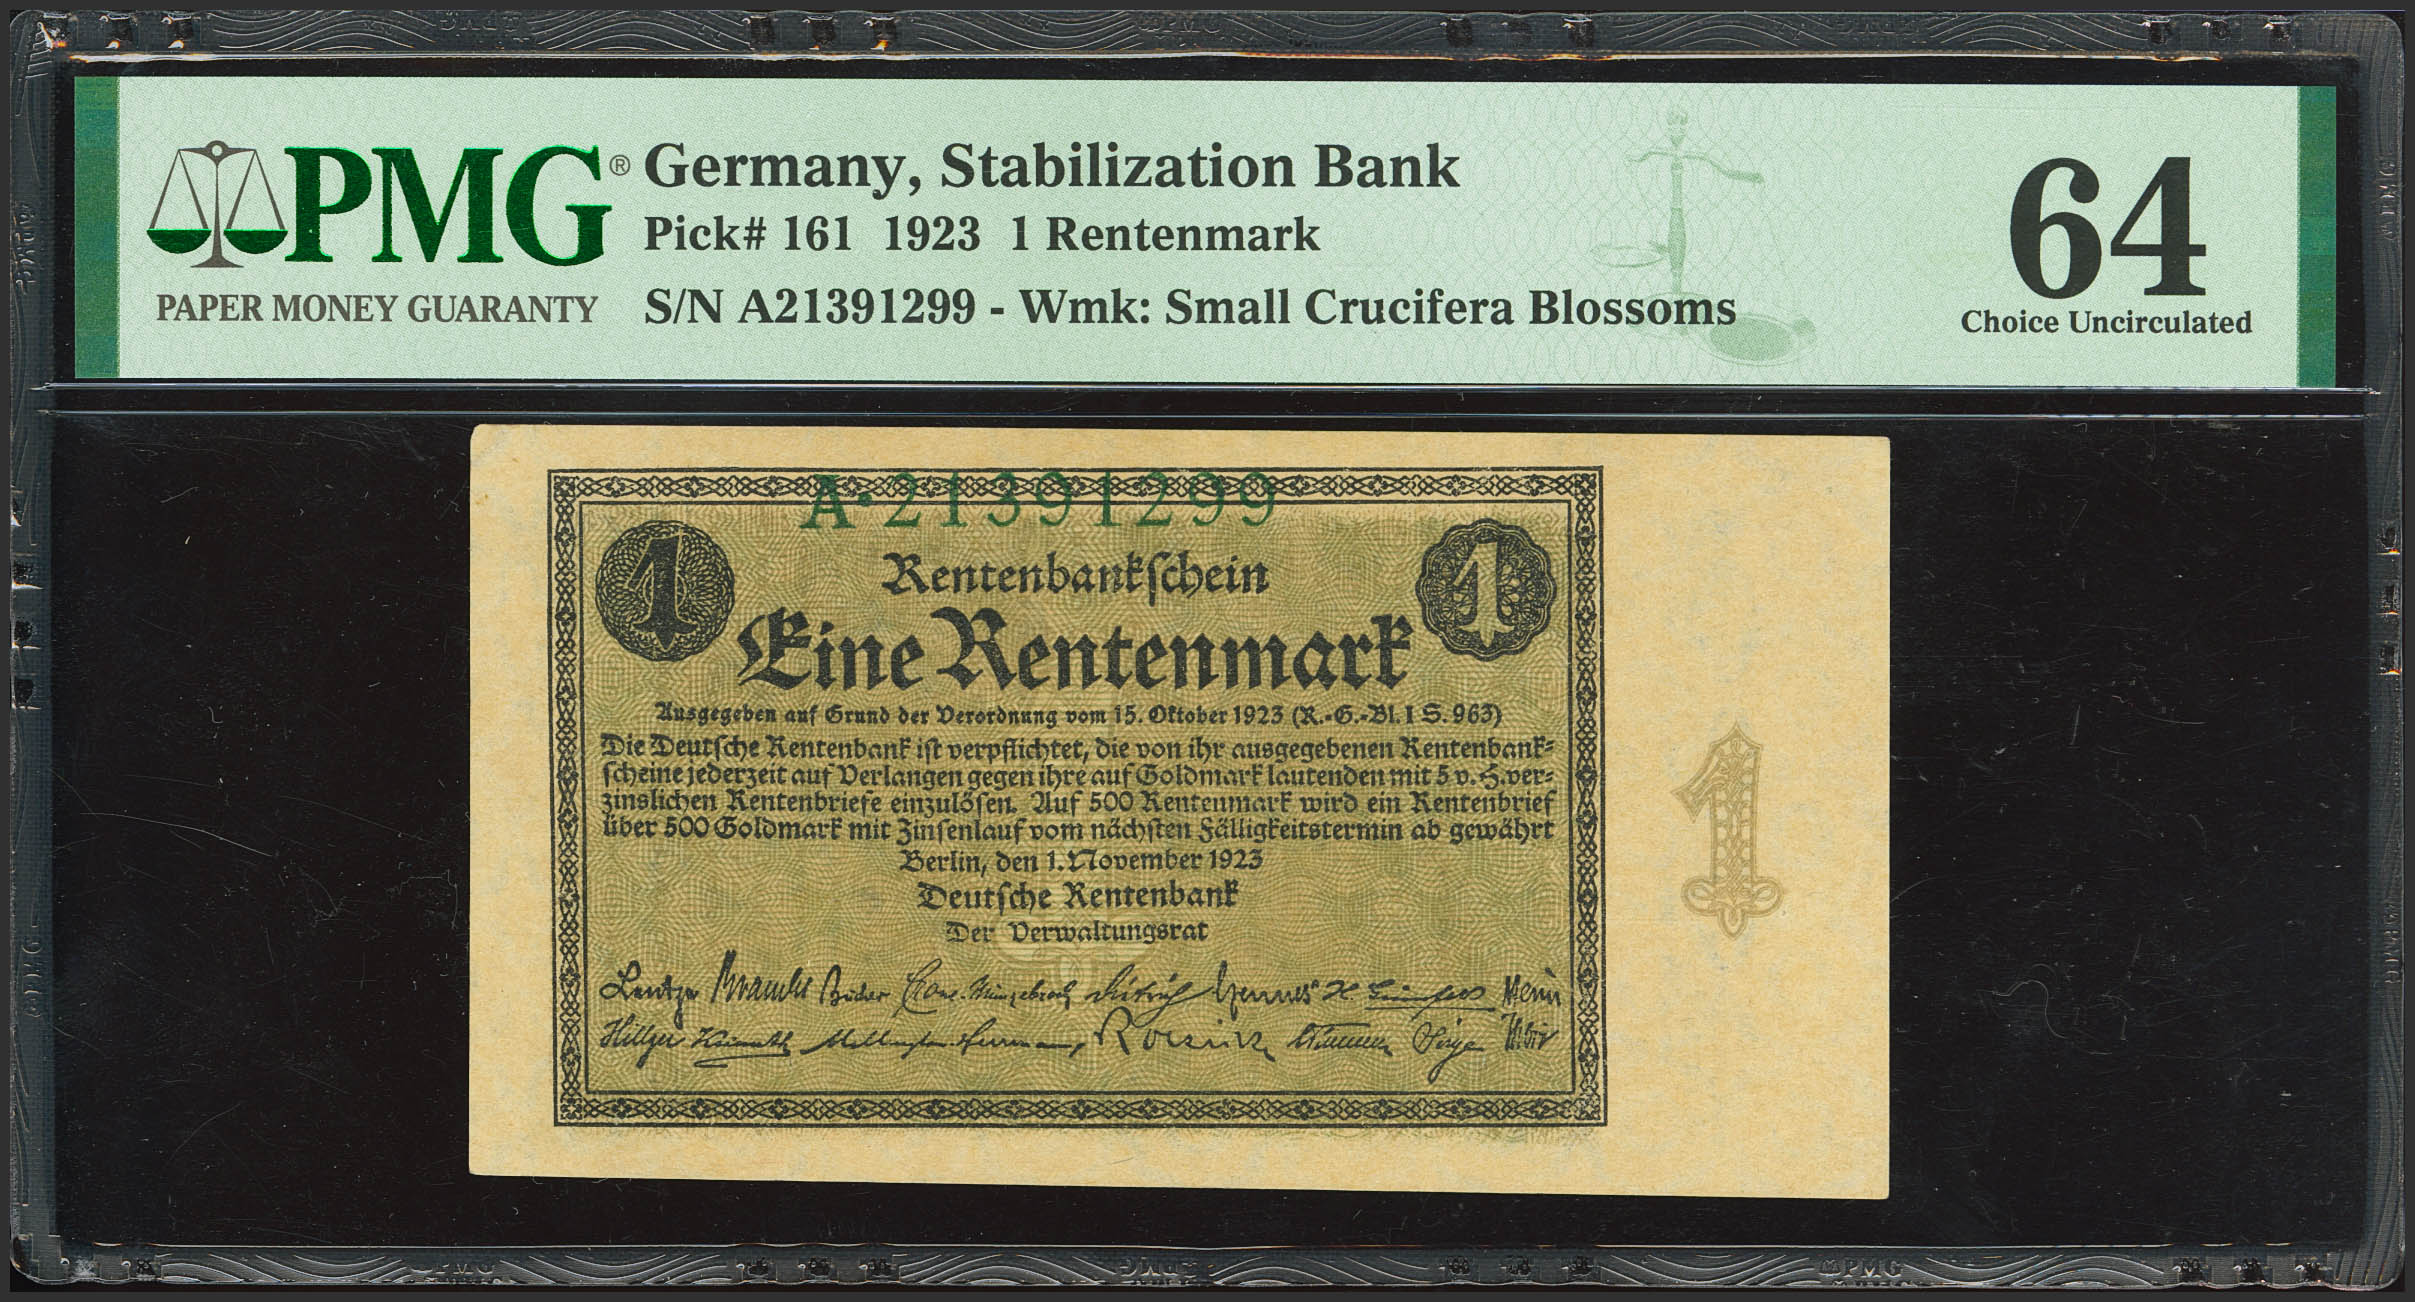 PMG®
PAPER MONEY GUARANTY
Germany, Stabilization Bank
Pick# 161 1923 1 Rentenmark
S/N A21391299 - Wmk: Small Crucifera Blossoms
64
Choice Uncirculated
A·21391299
1
1
Rentenbankſchein
Eine Rentenmark
Ausgegeben auf Grund der Verordnung vom 15. Oktober 1923 (R.-G.-Bl. I S. 963)
Die Deutſche Rentenbank iſt verpflichtet, die von ihr ausgegebenen Rentenbank-
ſcheine jederzeit auf Verlangen gegen ihre auf Goldmark lautenden mit 5 v. H. ver-
zinslichen Rentenbriefe einzulöſen. Auf 500 Rentenmark wird ein Rentenbrief
über 500 Goldmark mit Zinſenlauf vom nächſten Fälligkeitstermin ab gewährt
Berlin, den 1. November 1923
Deutſche Rentenbank
Der Verwaltungsrat
1